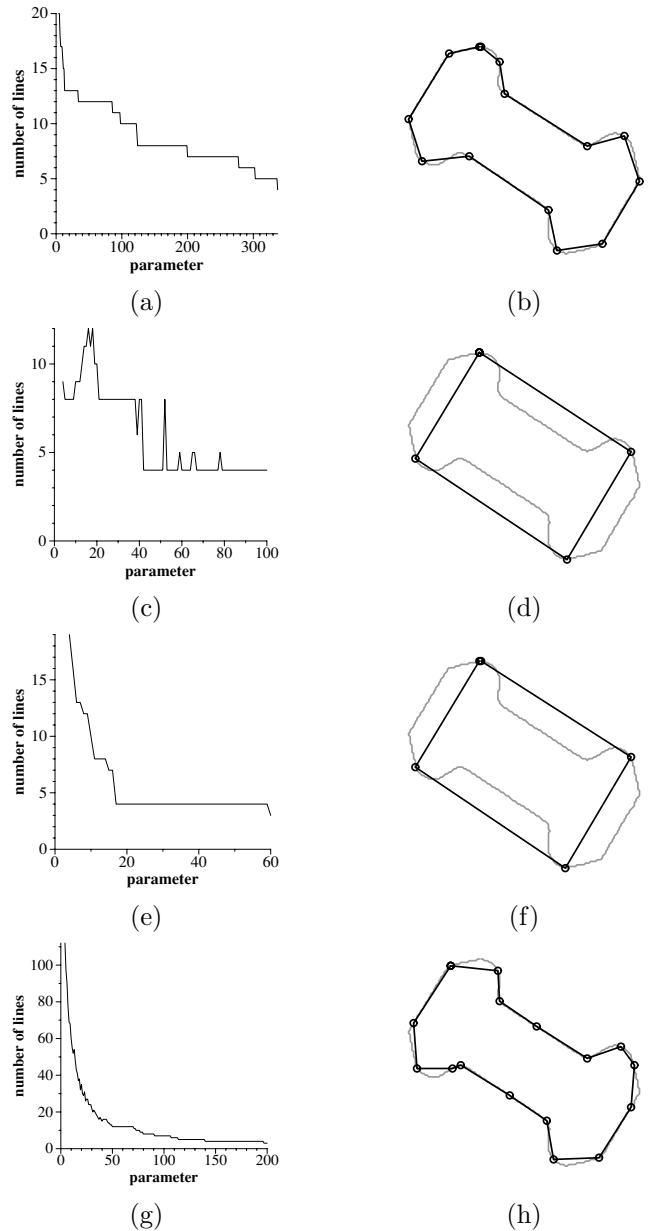 20
15
10
5
0
number of lines
0 100 200 300
parameter
(a) (b)
10
5
0
number of lines
0 20 40 60 80 100
parameter
(c) (d)
15
10
5
0
number of lines
0 20 40 60
parameter
(e) (f)
100
80
60
40
20
0
number of lines
0 50 100 150 200
parameter
(g) (h)